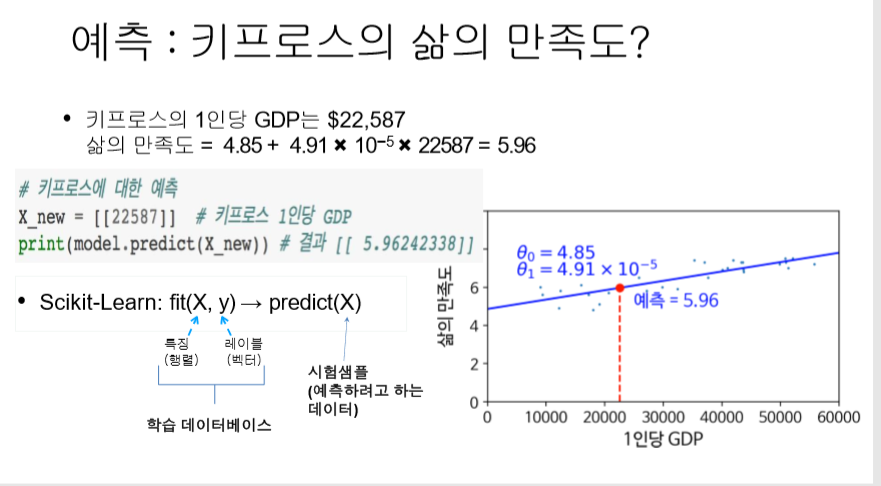 예측 : 키프로스의 삶의 만족도?
• 키프로스의 1인당 GDP는 $22,587
삶의 만족도 = 4.85 + 4.91 × 10−5 × 22587 = 5.96
# 키프로스에 대한 예측
X_new = [[22587]] # 키프로스 1인당 GDP
print(model.predict(X_new)) # 결과 [[ 5.96242338]]
• Scikit-Learn: fit(X, y) → predict(X)
특징
(행렬)
레이블
(벡터)
학습 데이터베이스
시험샘플
(예측하려고 하는
데이터)
θ0 = 4.85
θ1 = 4.91 × 10−5
예측 = 5.96
삶의 만족도
6
4
2
0
0 10000 20000 30000 40000 50000 60000
1인당 GDP